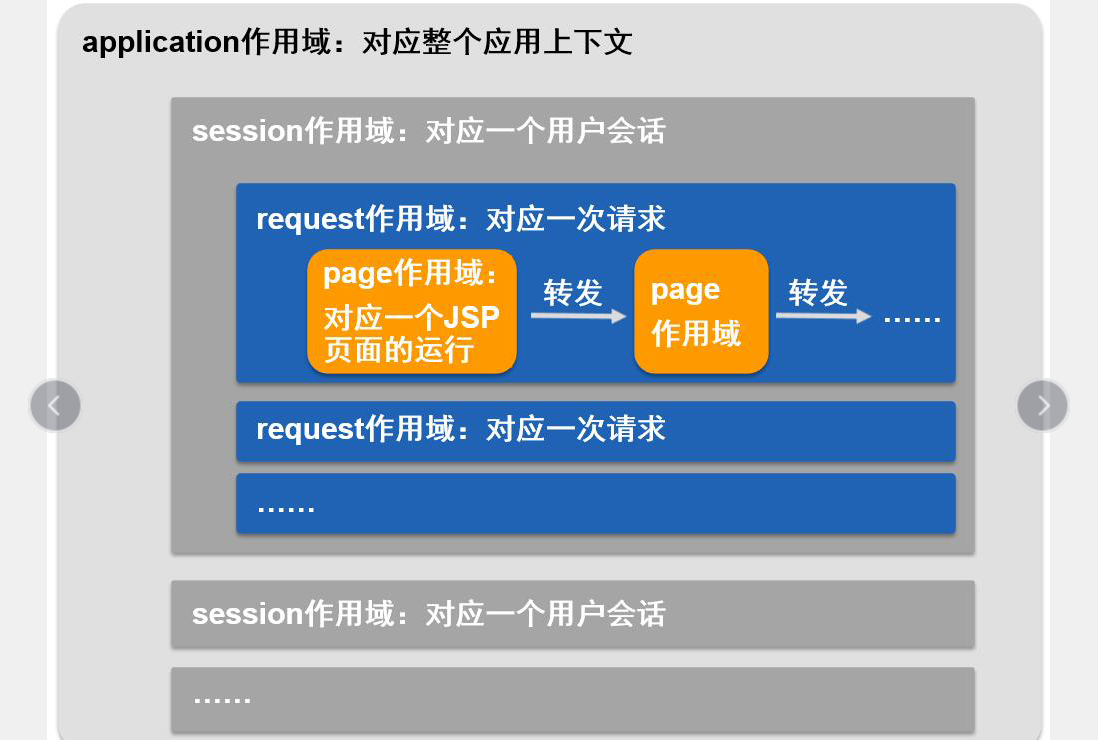 application作用域：对应整个应用上下文
session作用域：对应一个用户会话
request作用域：对应一次请求
page作用域：
对应一个JSP
页面的运行
转发
page
作用域
转发
......
request作用域：对应一次请求
......
session作用域：对应一个用户会话
......